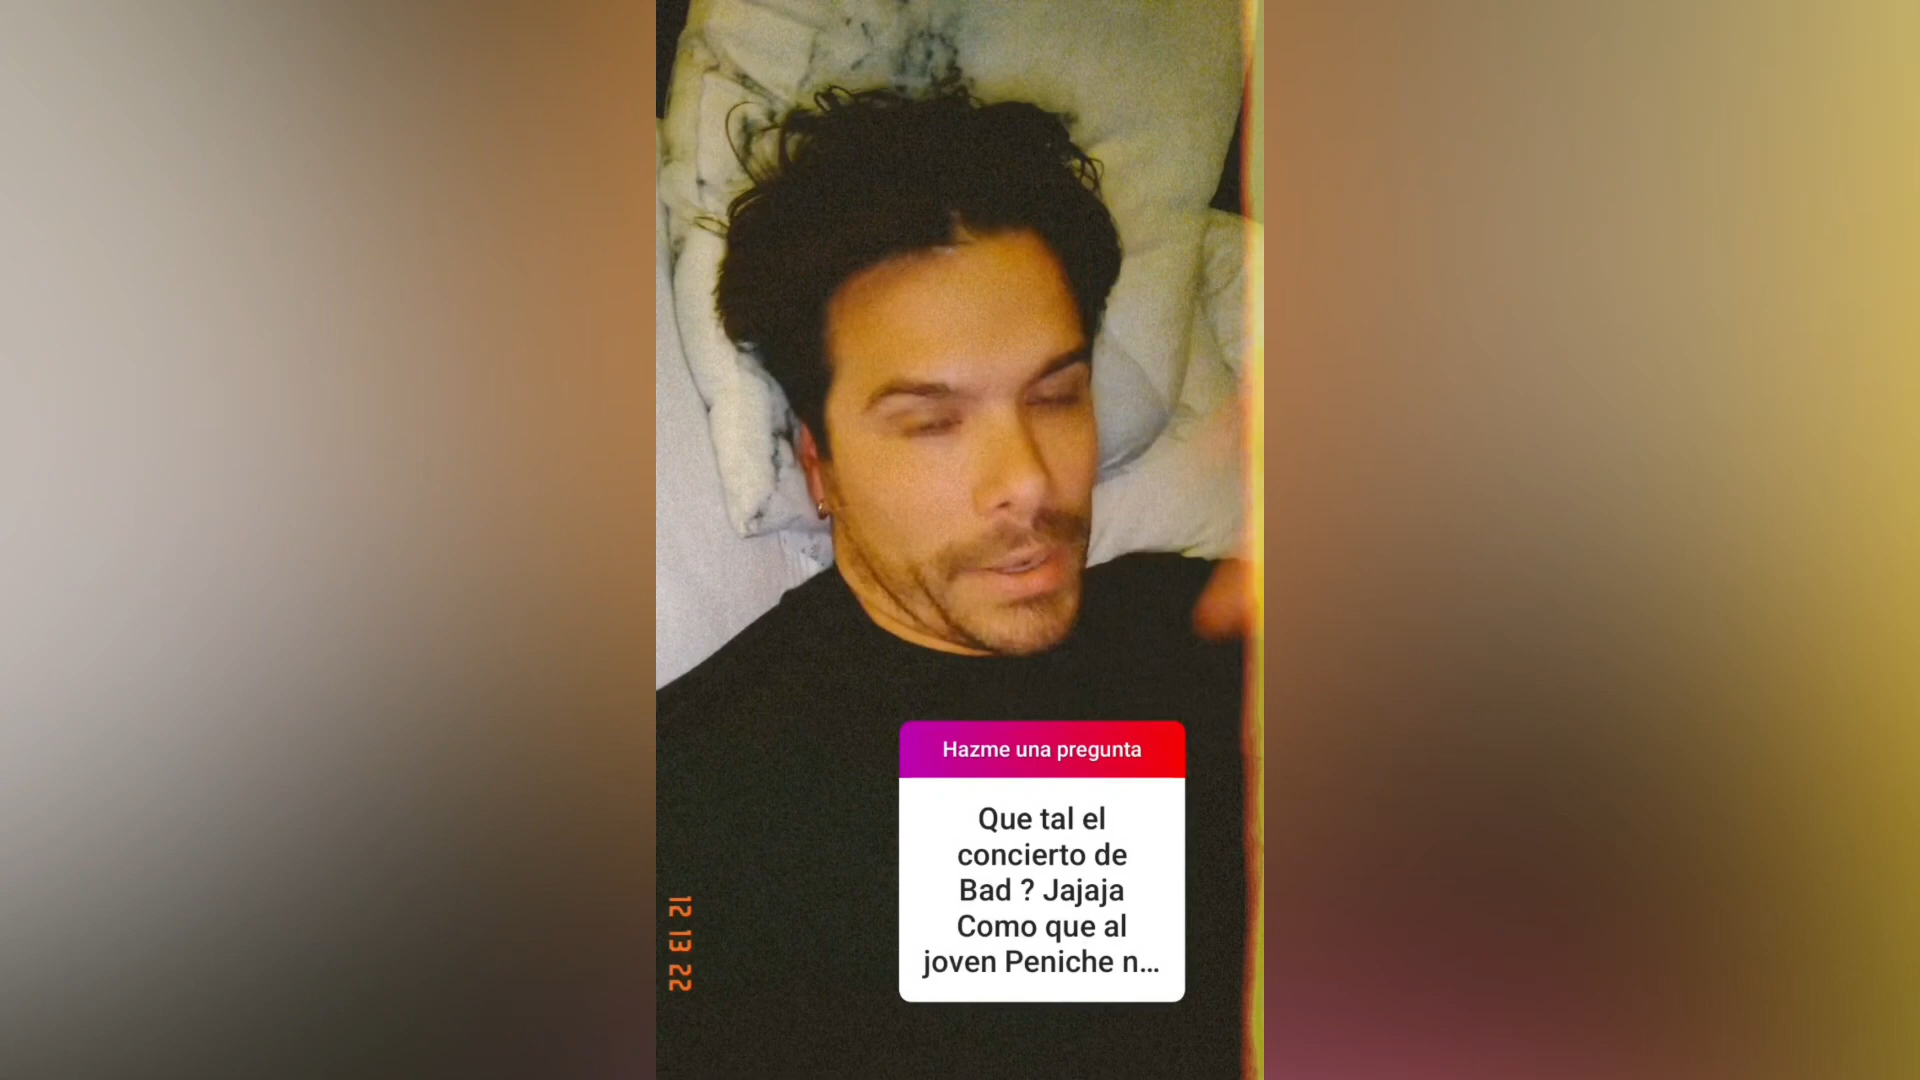 Hazme una pregunta
Que tal el
concierto de
Bad ? Jajaja
Como que al
joven Peniche n...
12 13 22